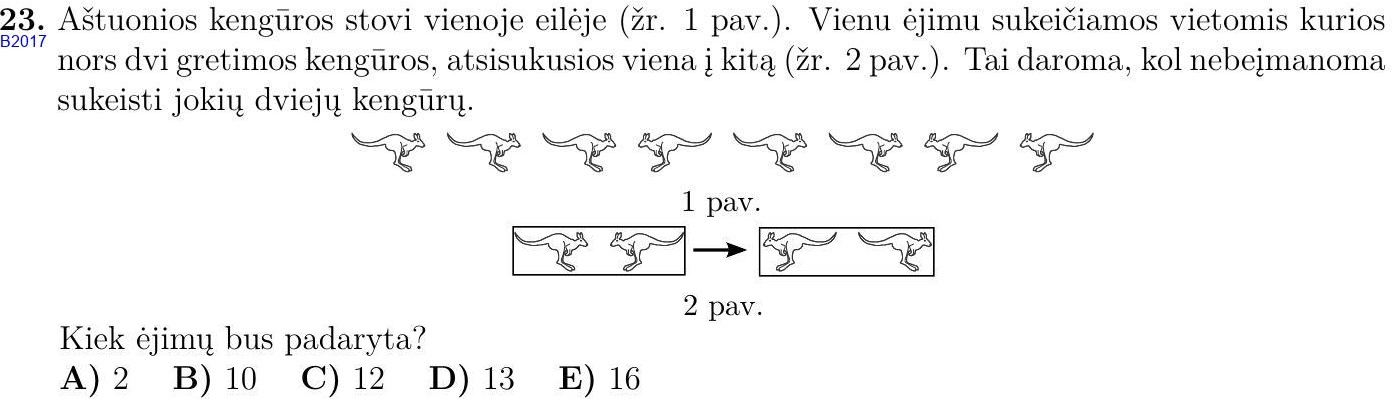 23. Aštuonios kengūros stovi vienoje eilėje (žr. 1 pav.). Vienu ėjimu sukeičiamos vietomis kurios
B2017
nors dvi gretimos kengūros, atsisukusios viena į kitą (žr. 2 pav.). Tai daroma, kol nebeįmanoma
sukeisti jokių dviejų kengūrų.
1 pav.
2 pav.
Kiek ėjimų bus padaryta?
A) 2 B) 10 C) 12 D) 13 E) 16